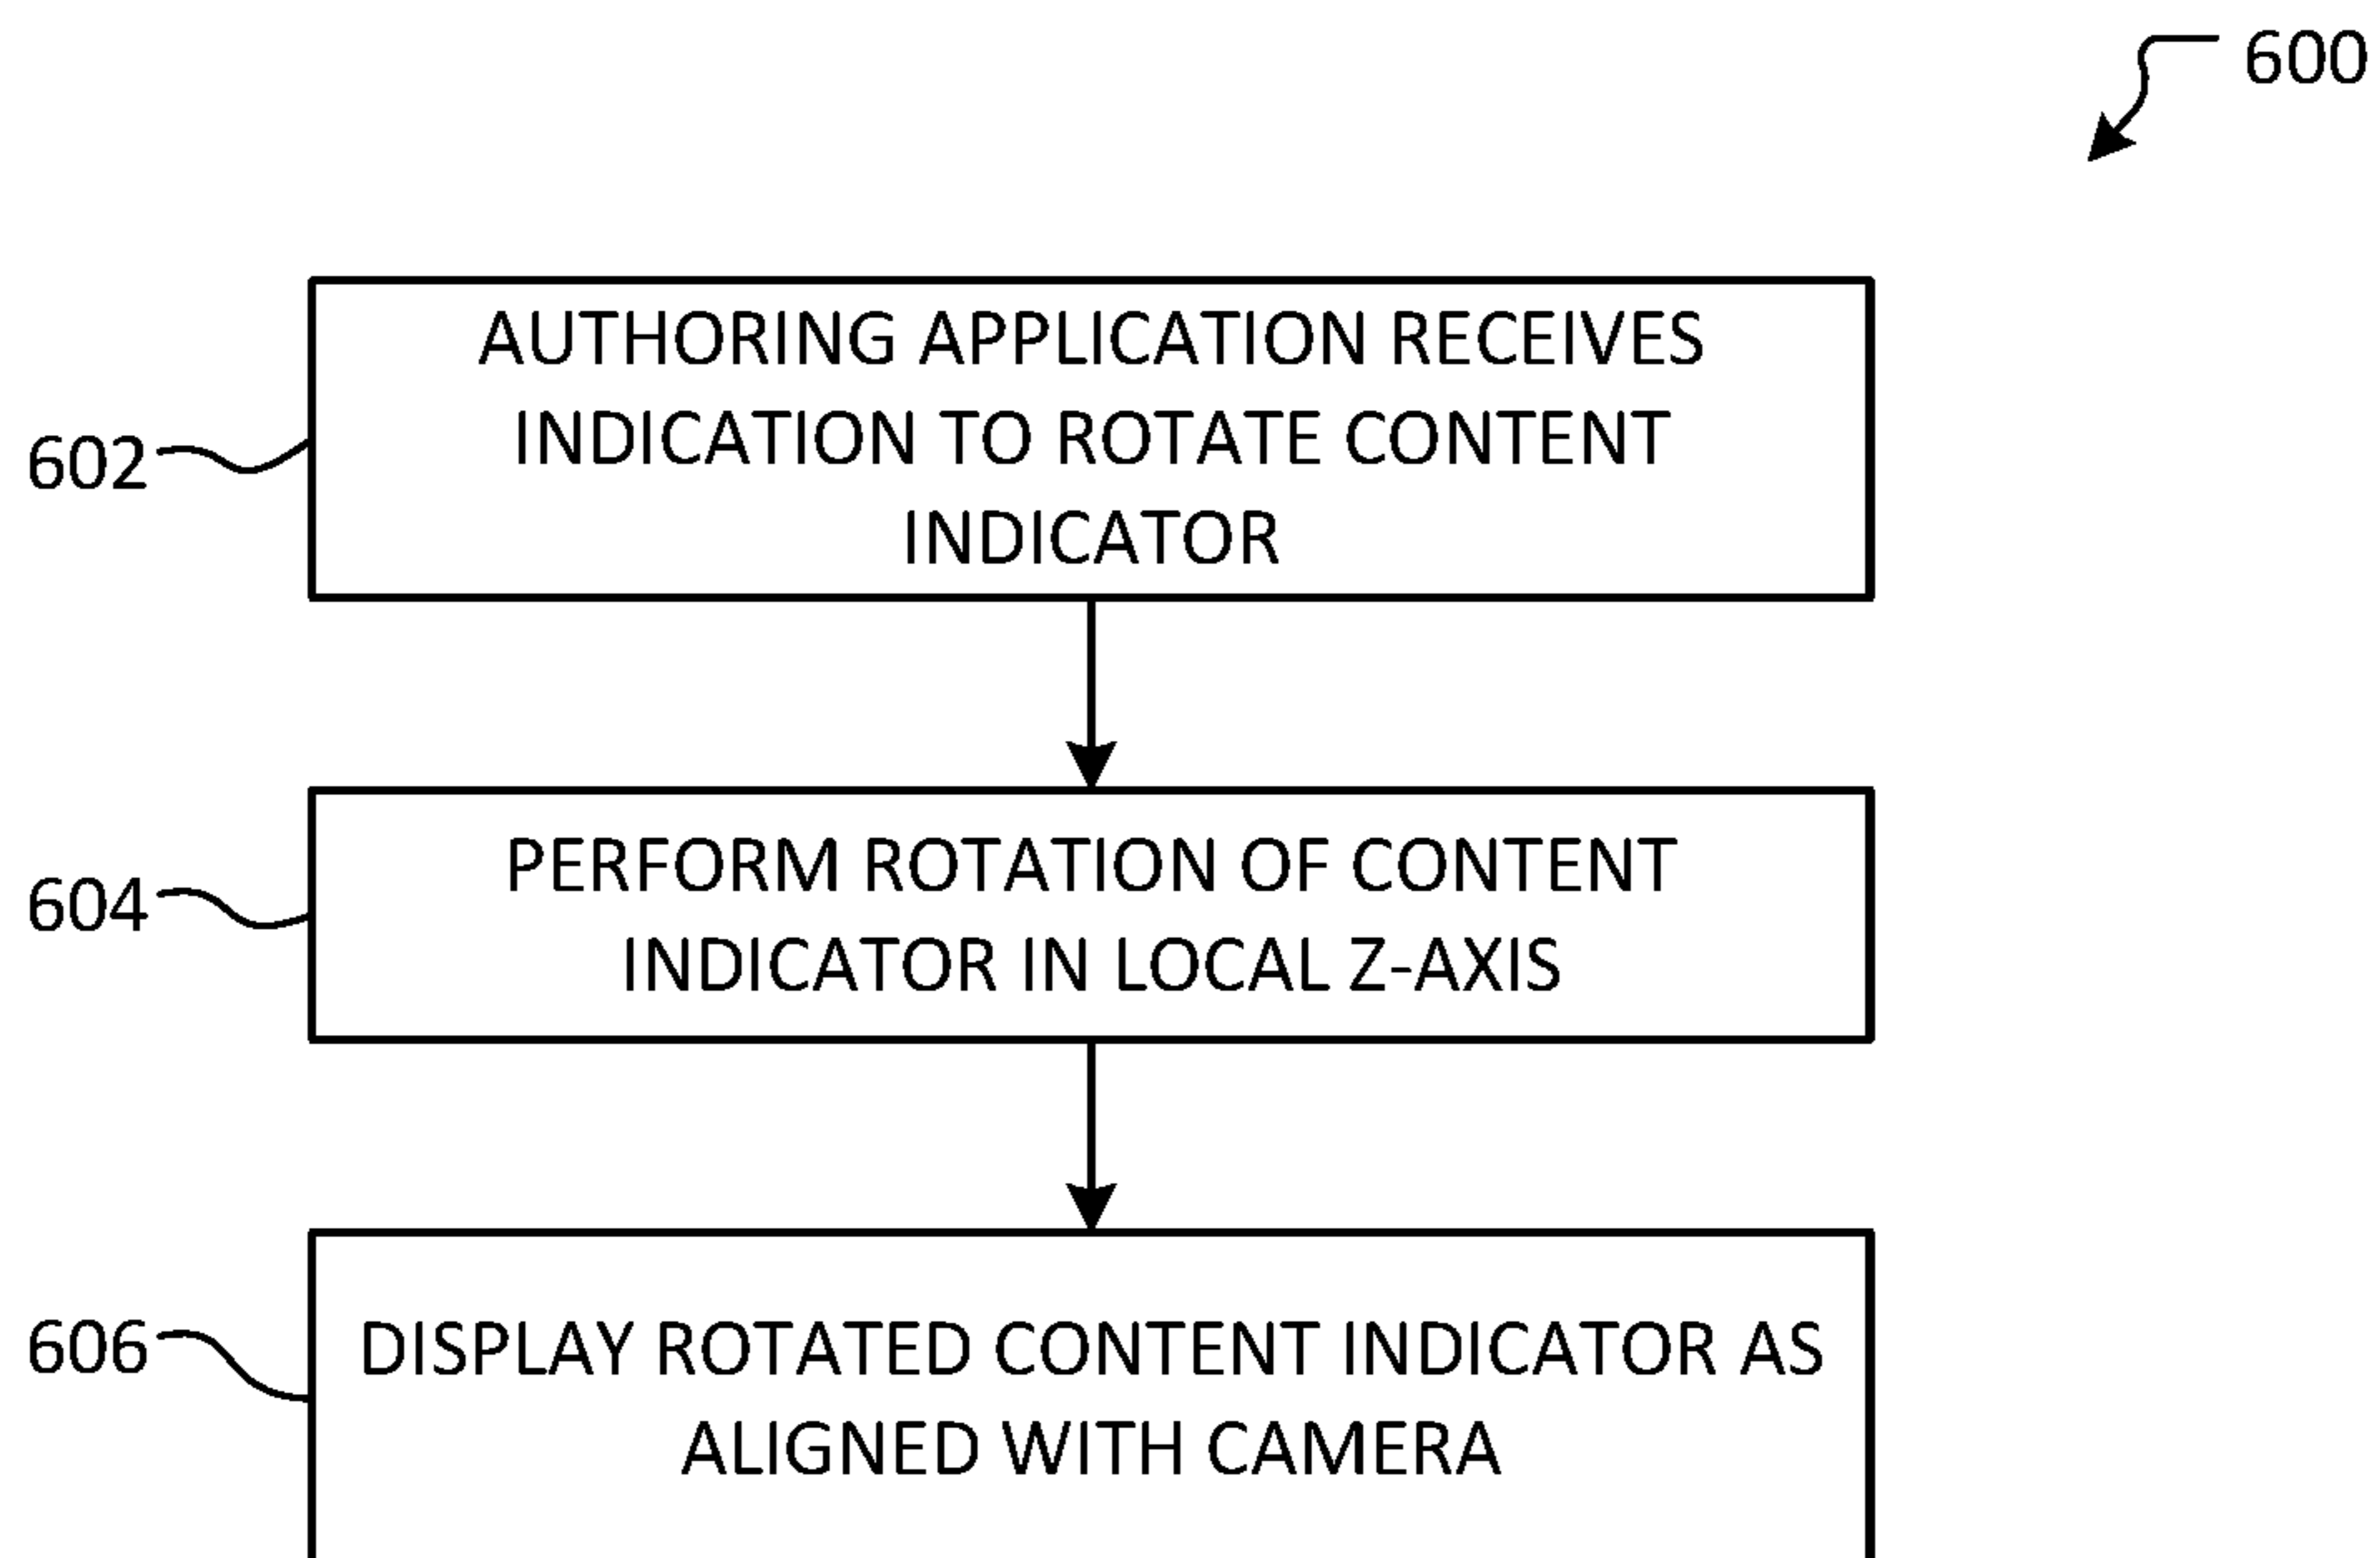 600
602
AUTHORING APPLICATION RECEIVES
INDICATION TO ROTATE CONTENT
INDICATOR
604
PERFORM ROTATION OF CONTENT
INDICATOR IN LOCAL Z-AXIS
606
DISPLAY ROTATED CONTENT INDICATOR AS
ALIGNED WITH CAMERA